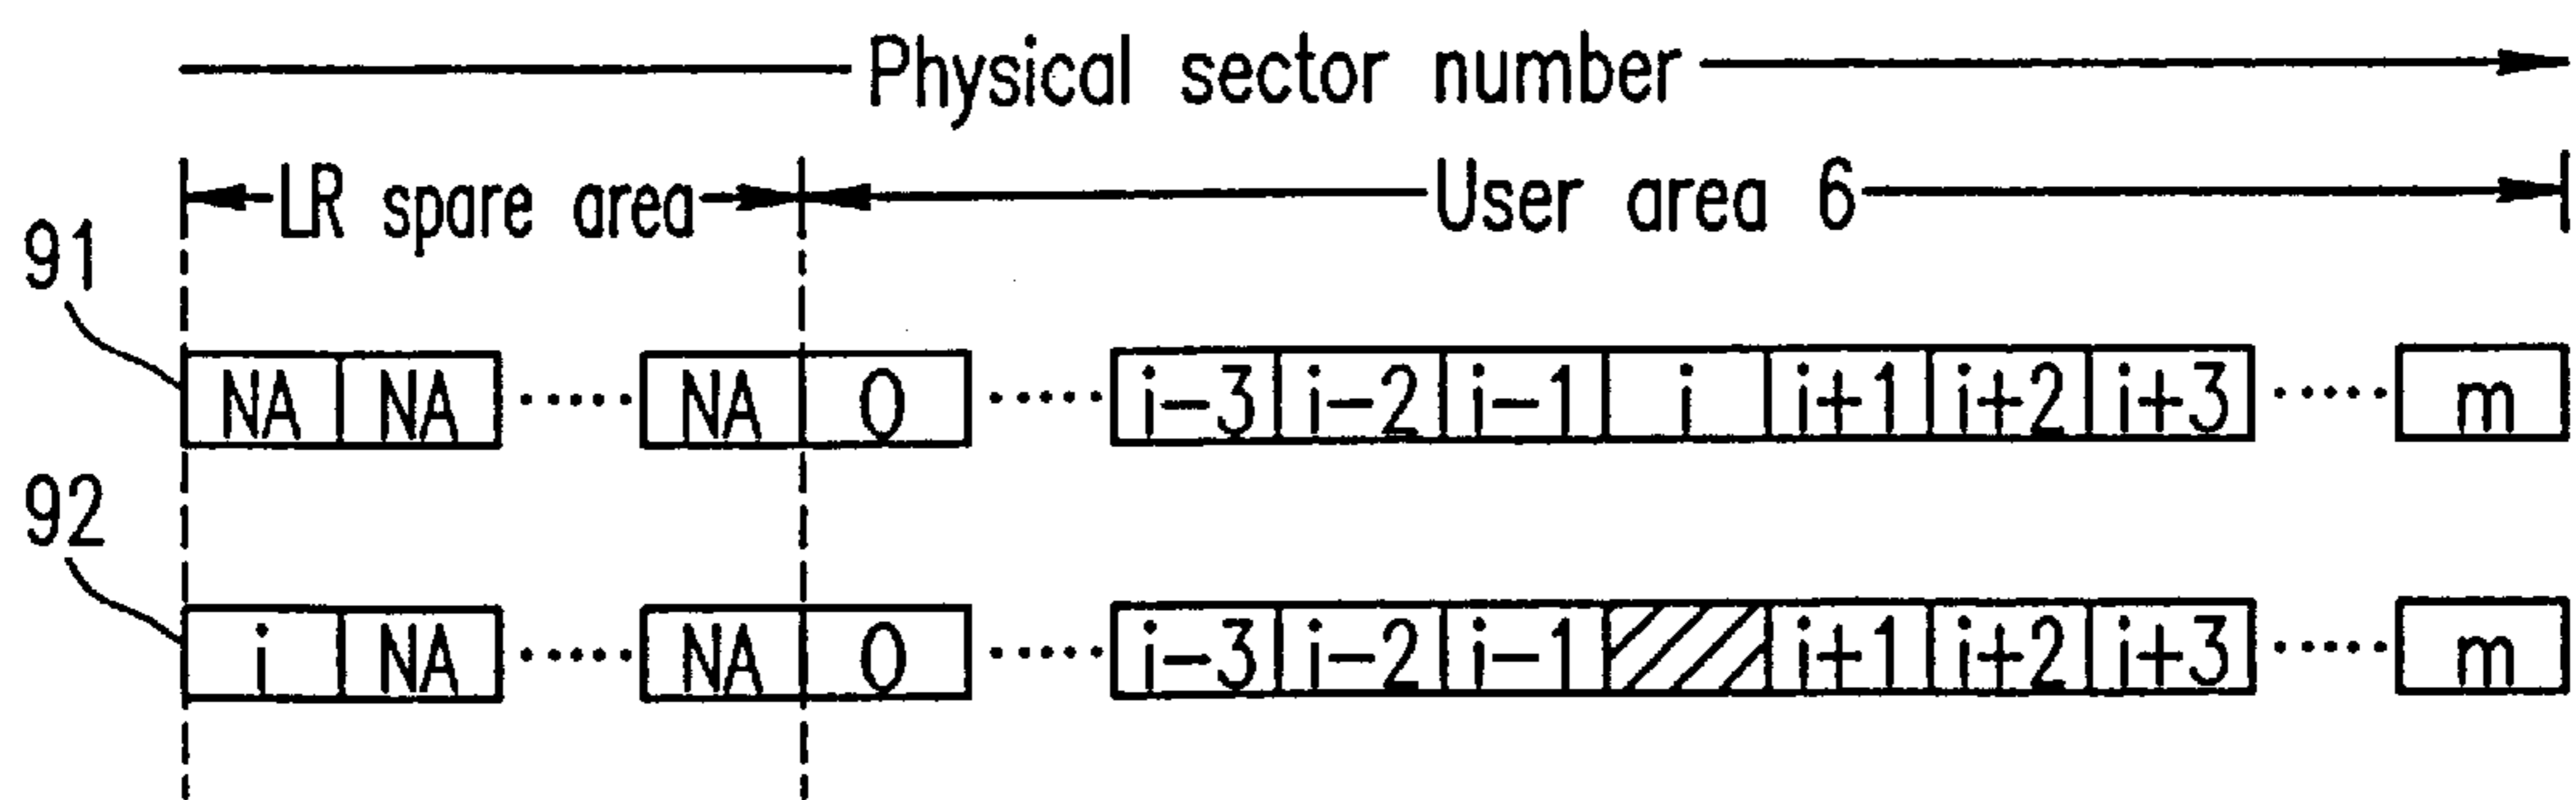 Physical sector number
LR spare area User area 6
91
NA NA ..... NA 0 ..... i-3 i-2 i-1 i i+1 i+2 i+3 ..... m
92
i NA ..... NA 0 ..... i-3 i-2 i-1 i+1 i+2 i+3 ..... m